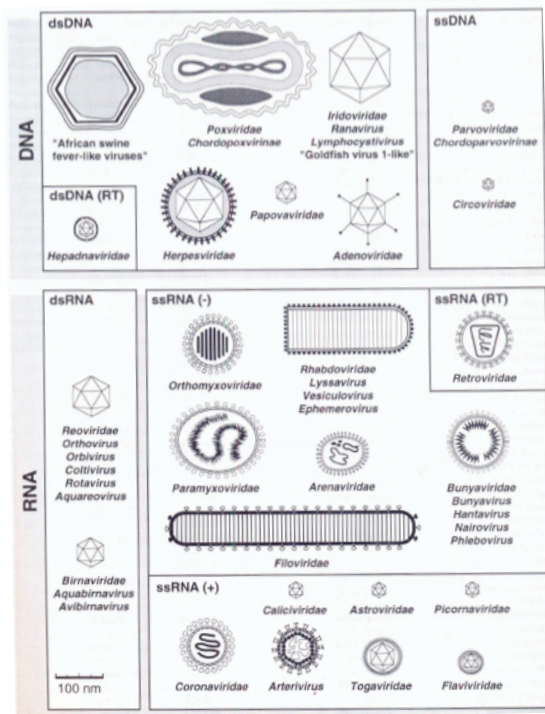 DNA
dsDNA
"African swine
fever-like viruses"
Poxviridae
Chordopoxvirinae
Iridoviridae
Ranavirus
Lymphocystivirus
"Goldfish virus 1-like"
dsDNA (RT)
Hepadnaviridae
Herpesviridae
Papovaviridae
Adenoviridae
ssDNA
Parvoviridae
Chordoparvovirinae
Circoviridae
RNA
dsRNA
Reoviridae
Orthovirus
Orbivirus
Coltivirus
Rotavirus
Aquareovirus
Birnaviridae
Aquabirnavirus
Avibirnavirus
100 nm
ssRNA (-)
Orthomyxoviridae
Rhabdoviridae
Lyssavirus
Vesiculovirus
Ephemerovirus
ssRNA (RT)
Retroviridae
Paramyxoviridae
Arenaviridae
Bunyaviridae
Bunyavirus
Hantavirus
Nairovirus
Phlebovirus
Filoviridae
ssRNA (+)
Caliciviridae
Astroviridae
Picornaviridae
Coronaviridae
Arterivirus
Togaviridae
Flaviviridae